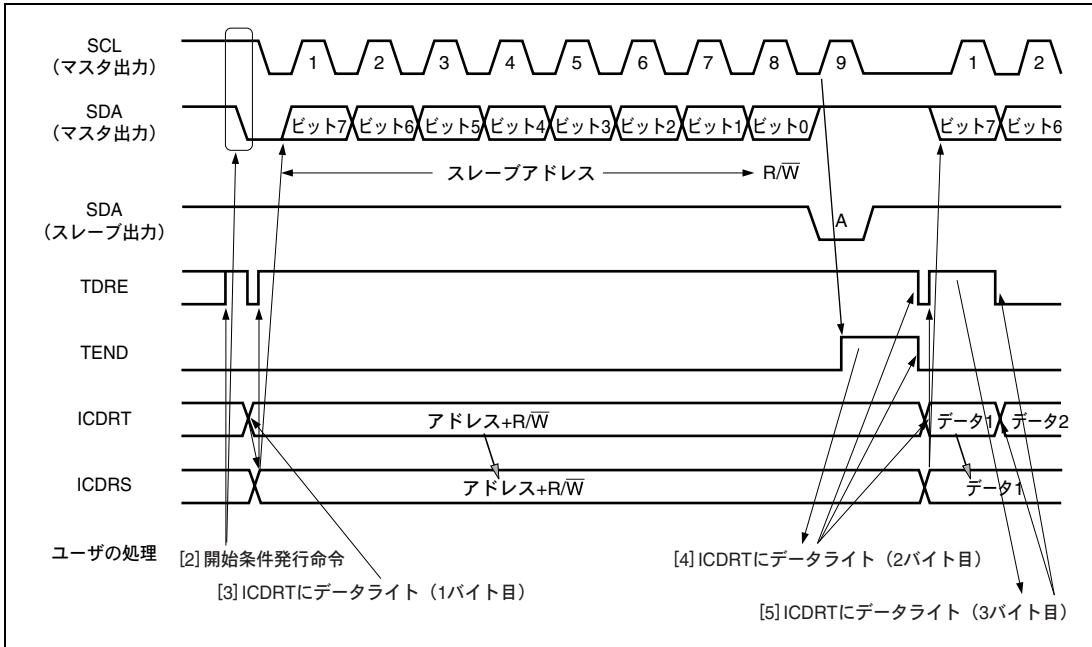 SCL
（マスタ出力）
1 2 3 4 5 6 7 8 9 1 2
SDA
（マスタ出力）
ビット7 ビット6 ビット5 ビット4 ビット3 ビット2 ビット1 ビット0 ビット7 ビット6
スレーブアドレス R/W̅
SDA
（スレーブ出力）
A
TDRE
TEND
ICDRT
アドレス+R/W̅ データ1 データ2
ICDRS
アドレス+R/W̅ データ1
ユーザの処理
[2] 開始条件発行命令
[3] ICDRTにデータライト（1バイト目）
[4] ICDRTにデータライト（2バイト目）
[5] ICDRTにデータライト（3バイト目）